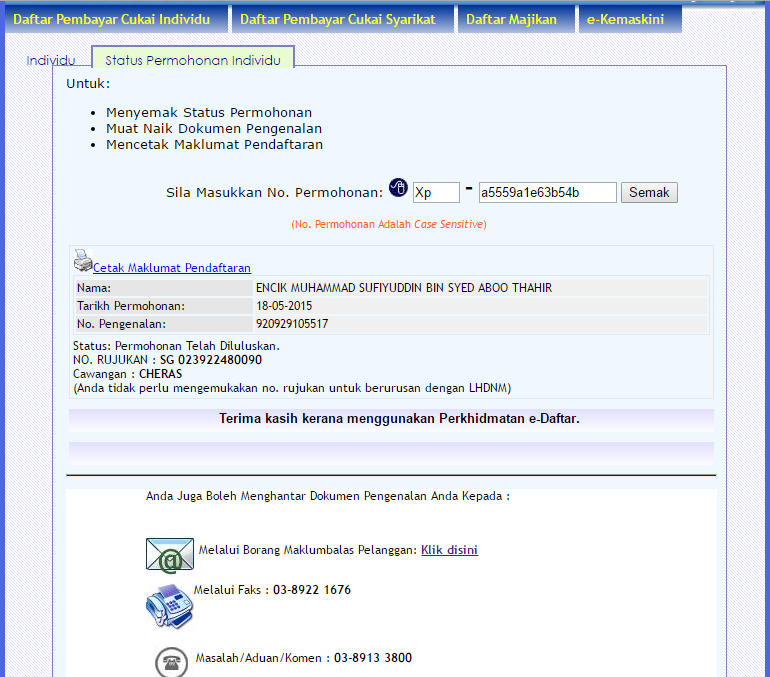 Daftar Pembayar Cukai Individu Daftar Pembayar Cukai Syarikat Daftar Majikan e-Kemaskini
Individu Status Permohonan Individu
Untuk:
• Menyemak Status Permohonan
• Muat Naik Dokumen Pengenalan
• Mencetak Maklumat Pendaftaran
Sila Masukkan No. Permohonan: Xp - a5559a1e63b54b Semak
(No. Permohonan Adalah Case Sensitive)
Cetak Maklumat Pendaftaran
Nama: ENCIK MUHAMMAD SUFIYUDDIN BIN SYED ABOO THAHIR
Tarikh Permohonan: 18-05-2015
No. Pengenalan: 920929105517
Status: Permohonan Telah Diluluskan.
NO. RUJUKAN : SG 023922480090
Cawangan : CHERAS
(Anda tidak perlu mengemukakan no. rujukan untuk berurusan dengan LHDNM)
Terima kasih kerana menggunakan Perkhidmatan e-Daftar.
Anda Juga Boleh Menghantar Dokumen Pengenalan Anda Kepada :
Melalui Borang Maklumbalas Pelanggan: Klik disini
Melalui Faks : 03-8922 1676
Masalah/Aduan/Komen : 03-8913 3800